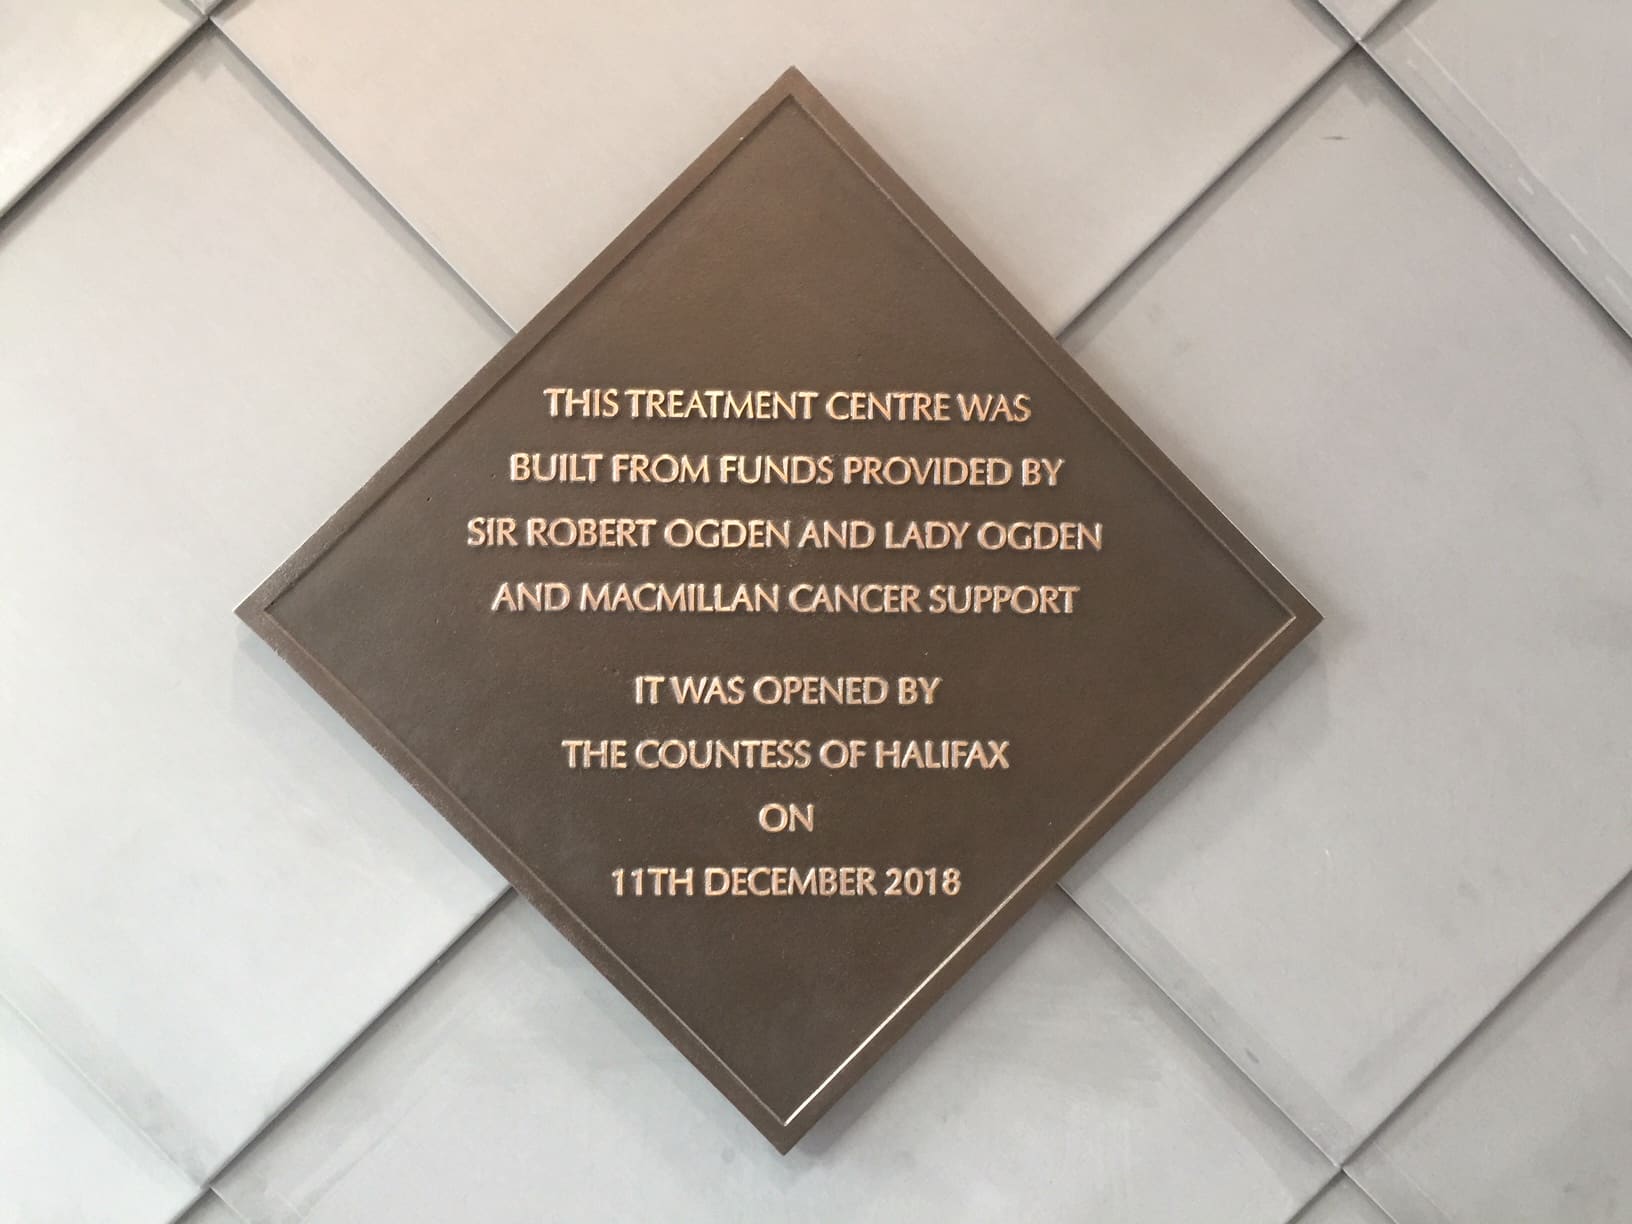 THIS TREATMENT CENTRE WAS
BUILT FROM FUNDS PROVIDED BY
SIR ROBERT OGDEN AND LADY OGDEN
AND MACMILLAN CANCER SUPPORT
IT WAS OPENED BY
THE COUNTESS OF HALIFAX
ON
11TH DECEMBER 2018